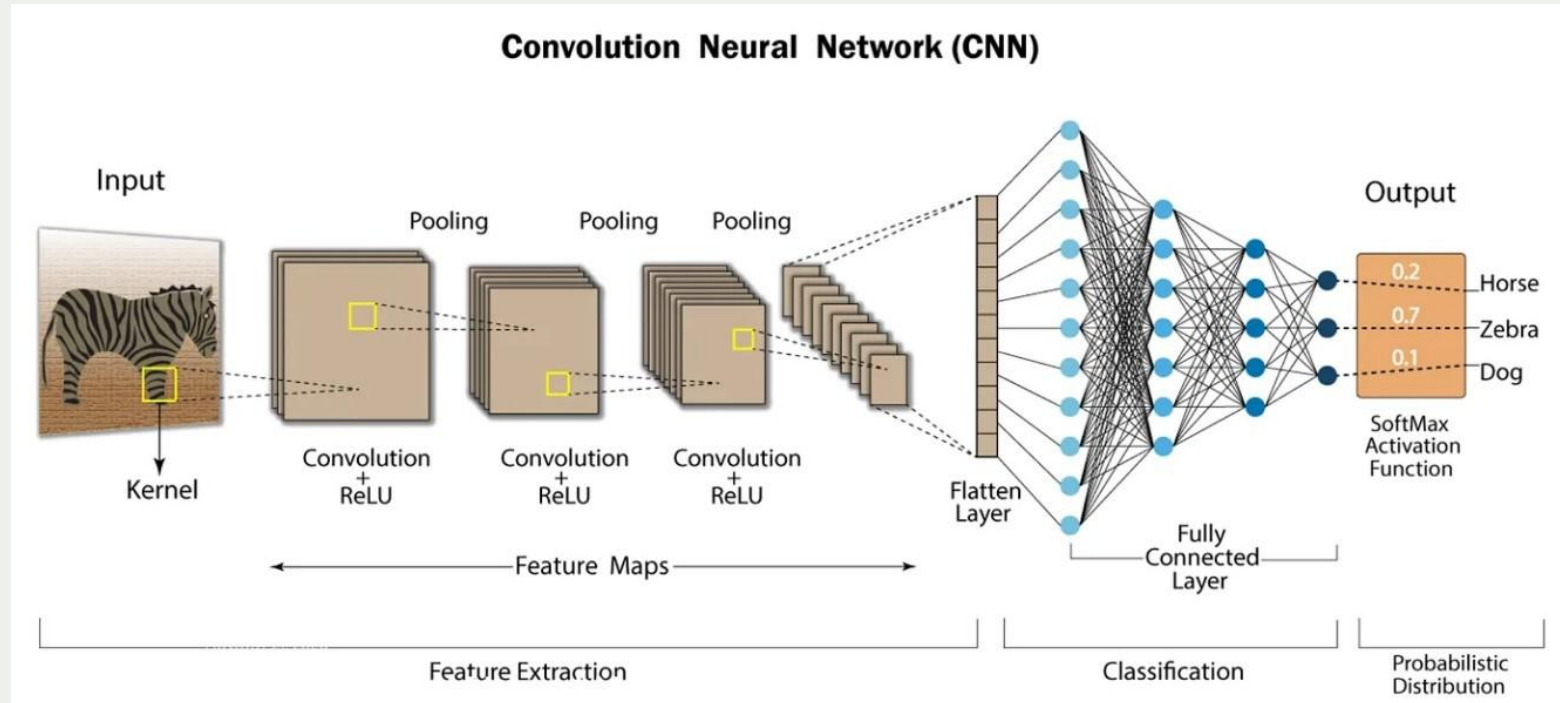 Convolution Neural Network (CNN)
Input
Output
Pooling
Pooling
Pooling
Kernel
Convolution
+
ReLU
Convolution
+
ReLU
Convolution
+
ReLU
Flatten
Layer
Fully
Connected
Layer
0.2
Horse
0.7
Zebra
0.1
Dog
SoftMax
Activation
Function
Feature Maps
Feature Extraction
Classification
Probabilistic
Distribution